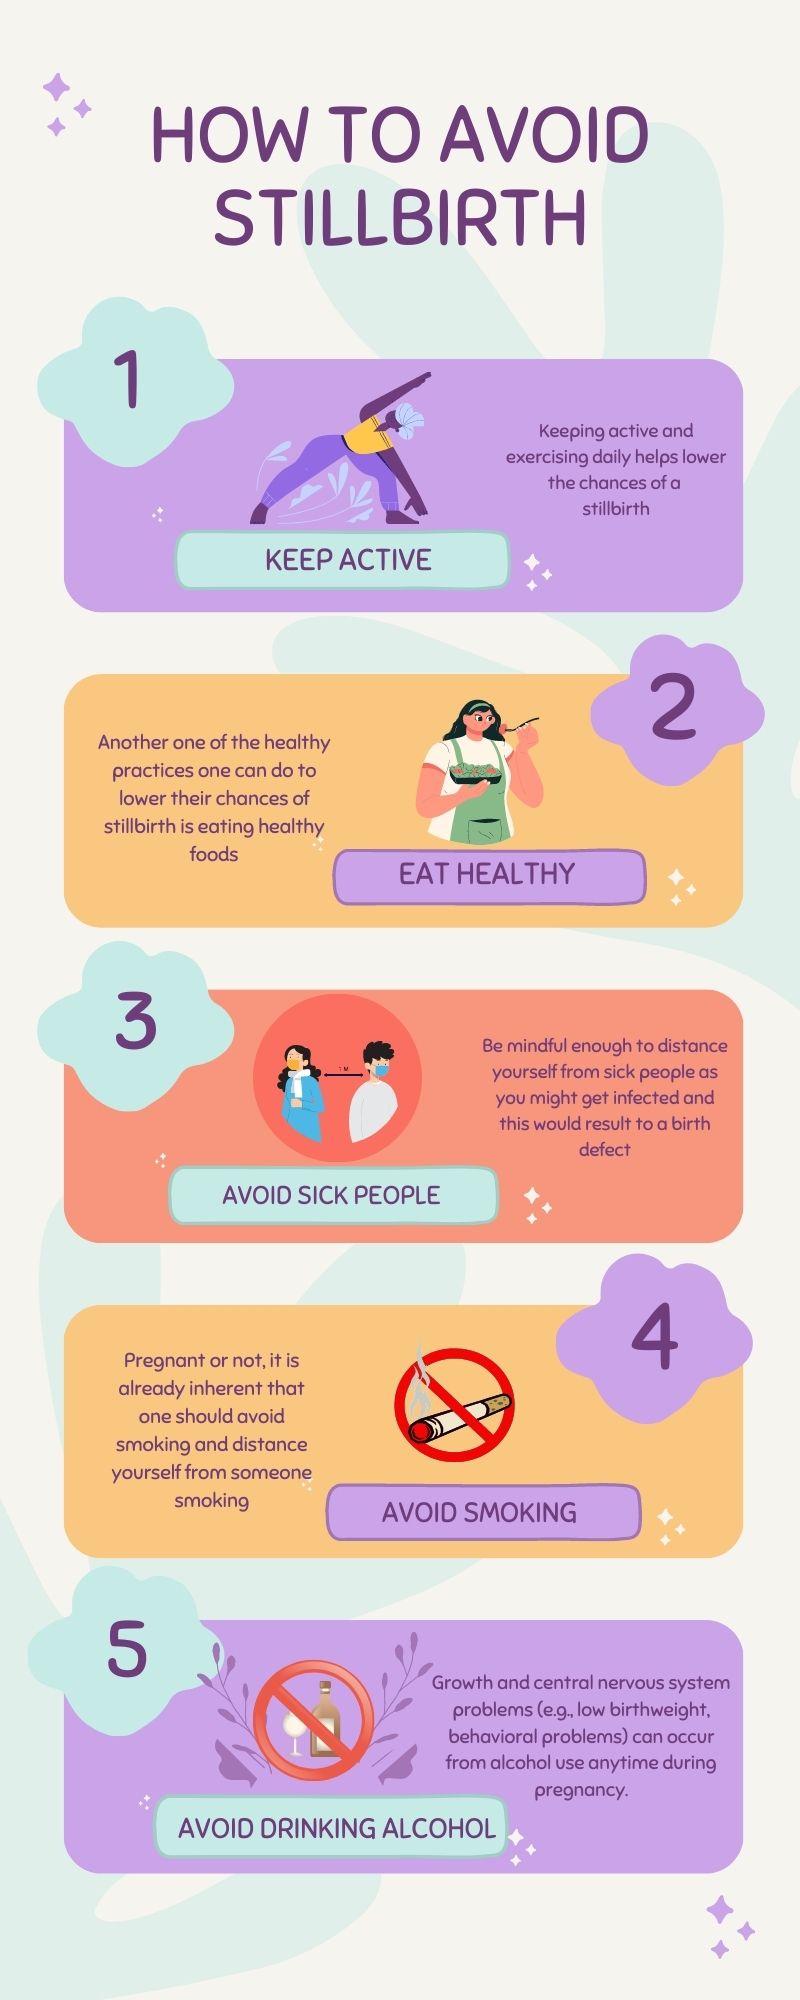 HOW TO AVOID
STILLBIRTH
1
Keeping active and
exercising daily helps lower
the chances of a
stillbirth
KEEP ACTIVE
2
Another one of the healthy
practices one can do to
lower their chances of
stillbirth is eating healthy
foods
EAT HEALTHY
3
1 M
Be mindful enough to distance
yourself from sick people as
you might get infected and
this would result to a birth
defect
AVOID SICK PEOPLE
4
Pregnant or not, it is
already inherent that
one should avoid
smoking and distance
yourself from someone
smoking
AVOID SMOKING
5
Growth and central nervous system
problems (e.g., low birthweight,
behavioral problems) can occur
from alcohol use anytime during
pregnancy.
AVOID DRINKING ALCOHOL